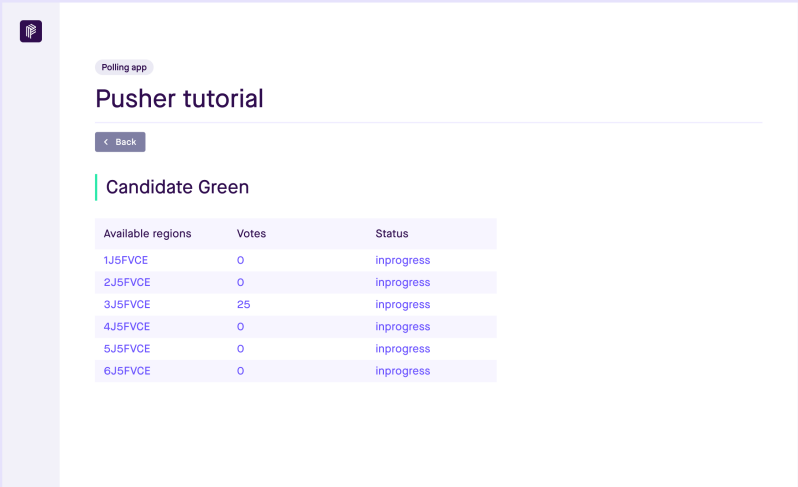 Polling app
Pusher tutorial
Back
Candidate Green
Available regions Votes Status
1J5FVCE 0 inprogress
2J5FVCE 0 inprogress
3J5FVCE 25 inprogress
4J5FVCE 0 inprogress
5J5FVCE 0 inprogress
6J5FVCE 0 inprogress